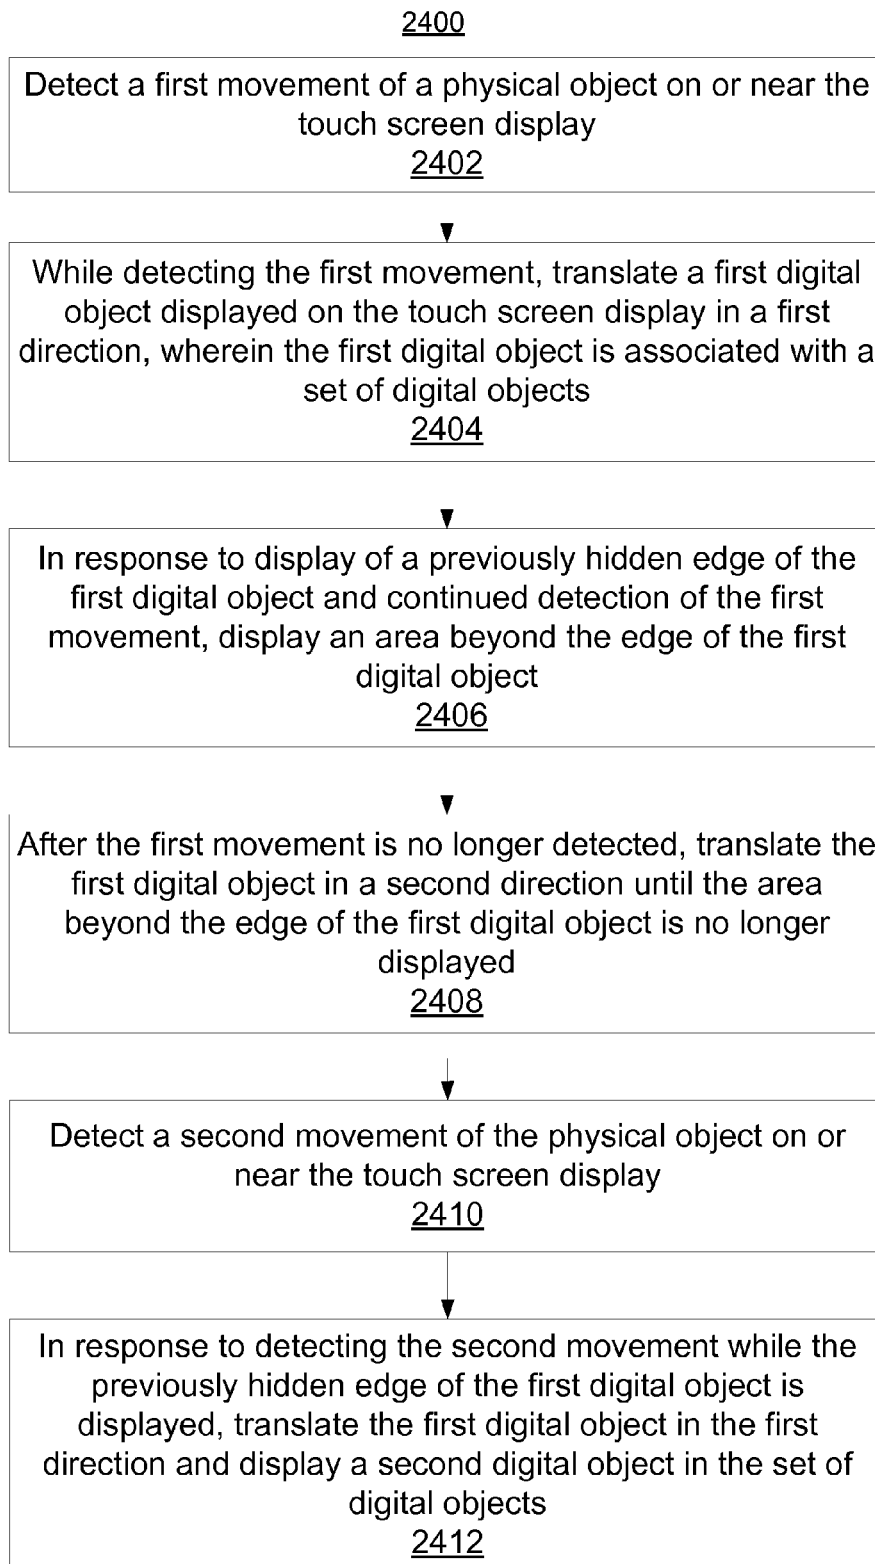 2400
Detect a first movement of a physical object on or near the
touch screen display
2402
While detecting the first movement, translate a first digital
object displayed on the touch screen display in a first
direction, wherein the first digital object is associated with a
set of digital objects
2404
In response to display of a previously hidden edge of the
first digital object and continued detection of the first
movement, display an area beyond the edge of the first
digital object
2406
After the first movement is no longer detected, translate the
first digital object in a second direction until the area
beyond the edge of the first digital object is no longer
displayed
2408
Detect a second movement of the physical object on or
near the touch screen display
2410
In response to detecting the second movement while the
previously hidden edge of the first digital object is
displayed, translate the first digital object in the first
direction and display a second digital object in the set of
digital objects
2412